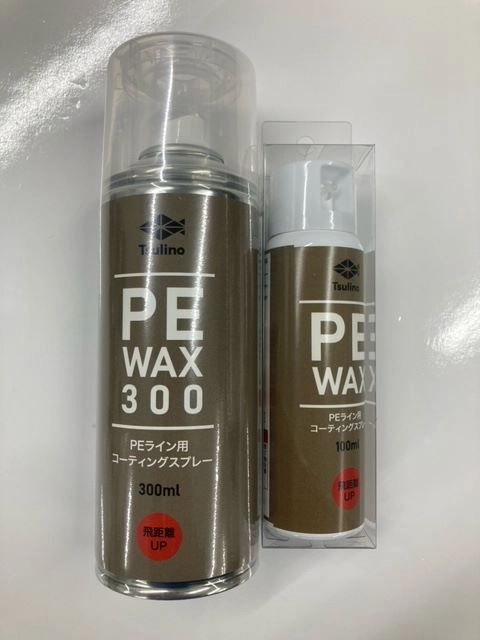 Tsulino
PE
WAX
300
PEライン用
コーティングスプレー
300ml
飛距離
UP
Tsulino
PE
WAX
PEライン用
コーティングスプレー
100ml
飛距離
UP